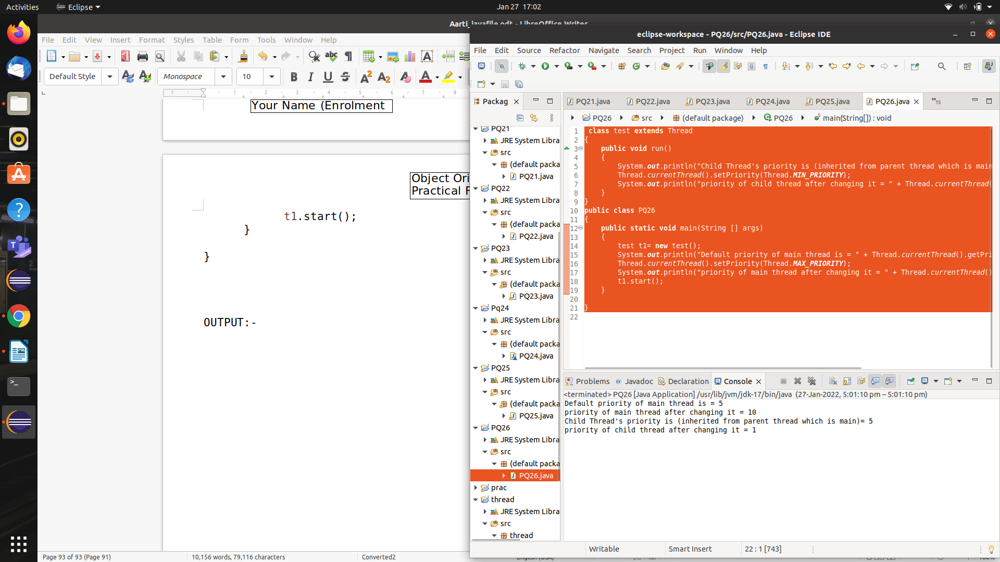 Activities
Eclipse
Jan 27 17:02
Aarti_javafile.odt - LibreOffice Writer
File Edit View Insert Format Styles Table Form Tools Window Help
Default Style
Monospace
10
Your Name (Enrolment
Object Ori
Practical F
t1.start();
}
}
OUTPUT:-
Page 93 of 93 (Page 91)
10,156 words, 79,116 characters
Converted2
English (USA)
eclipse-workspace - PQ26/src/PQ26.java - Eclipse IDE
File Edit Source Refactor Navigate Search Project Run Window Help
Packag
PQ21
JRE System Libra
src
(default packa
PQ21.java
PQ22
JRE System Libra
src
(default packa
PQ22.java
PQ23
JRE System Libra
src
(default packa
PQ23.java
Pq24
JRE System Libra
src
(default packa
PQ24.java
PQ25
JRE System Libra
src
(default packa
PQ25.java
PQ26
JRE System Libra
src
(default packa
PQ26.java
prac
thread
JRE System Libra
src
thread
PQ21.java PQ22.java PQ23.java PQ24.java PQ25.java PQ26.java »15
PQ26 src (default package) PQ26 main(String[]) : void
1 class test extends Thread
2 {
3 public void run()
4 {
5 System.out.println("Child Thread's priority is (inherited from parent thread which is main
6 Thread.currentThread().setPriority(Thread.MIN_PRIORITY);
7 System.out.println("priority of child thread after changing it = " + Thread.currentThread(
8 }
9 }
10 public class PQ26
11 {
12 public static void main(String [] args)
13 {
14 test t1= new test();
15 System.out.println("Default priority of main thread is = " + Thread.currentThread().getPri
16 Thread.currentThread().setPriority(Thread.MAX_PRIORITY);
17 System.out.println("priority of main thread after changing it = " + Thread.currentThread()
18 t1.start();
19 }
20
21 }
22
Problems Javadoc Declaration Console
<terminated> PQ26 [Java Application] /usr/lib/jvm/jdk-17/bin/java (27-Jan-2022, 5:01:10 pm – 5:01:10 pm)
Default priority of main thread is = 5
priority of main thread after changing it = 10
Child Thread's priority is (inherited from parent thread which is main)= 5
priority of child thread after changing it = 1
Writable
Smart Insert
22 : 1 [743]